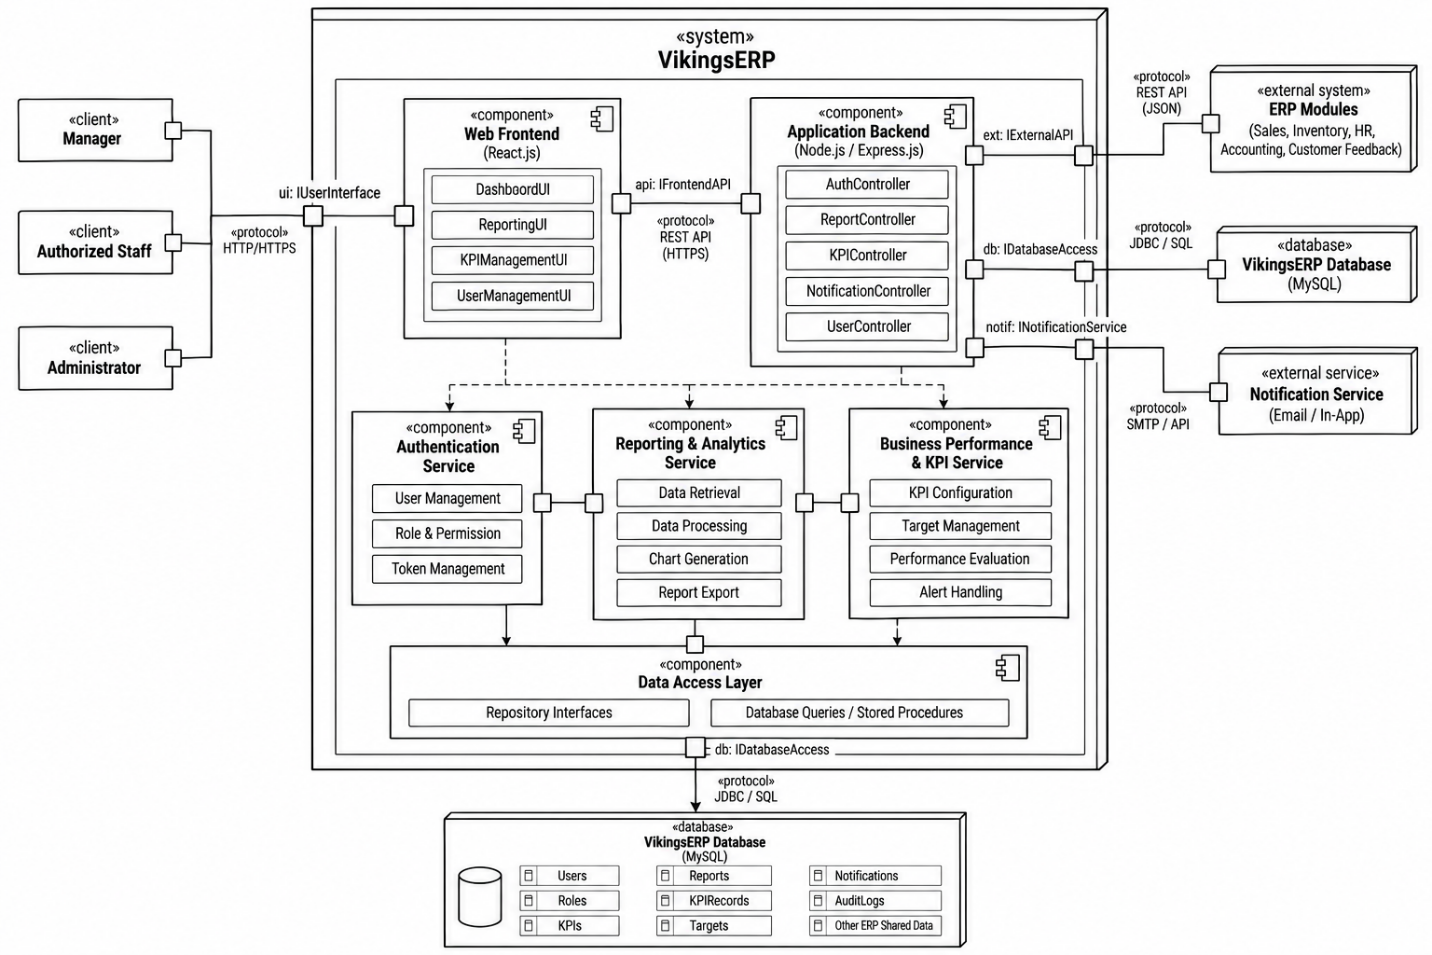 «system»
VikingsERP
«client»
Manager
«client»
Authorized Staff
«client»
Administrator
ui: IUserInterface
«protocol»
HTTP/HTTPS
«component»
Web Frontend
(React.js)
DashboordUI
ReportingUI
KPIManagementUI
UserManagementUI
api: IFrontendAPI
«protocol»
REST API
(HTTPS)
«component»
Application Backend
(Node.js / Express.js)
AuthController
ReportController
KPIController
NotificationController
UserController
ext: IExternalAPI
«protocol»
REST API
(JSON)
«external system»
ERP Modules
(Sales, Inventory, HR,
Accounting, Customer Feedback)
db: IDatabaseAccess
«protocol»
JDBC / SQL
«database»
VikingsERP Database
(MySQL)
notif: INotificationService
«protocol»
SMTP / API
«external service»
Notification Service
(Email / In-App)
«component»
Authentication
Service
User Management
Role & Permission
Token Management
«component»
Reporting & Analytics
Service
Data Retrieval
Data Processing
Chart Generation
Report Export
«component»
Business Performance
& KPI Service
KPI Configuration
Target Management
Performance Evaluation
Alert Handling
«component»
Data Access Layer
Repository Interfaces
Database Queries / Stored Procedures
db: IDatabaseAccess
«protocol»
JDBC / SQL
«database»
VikingsERP Database
(MySQL)
Users
Roles
KPIs
Reports
KPIRecords
Targets
Notifications
AuditLogs
Other ERP Shared Data